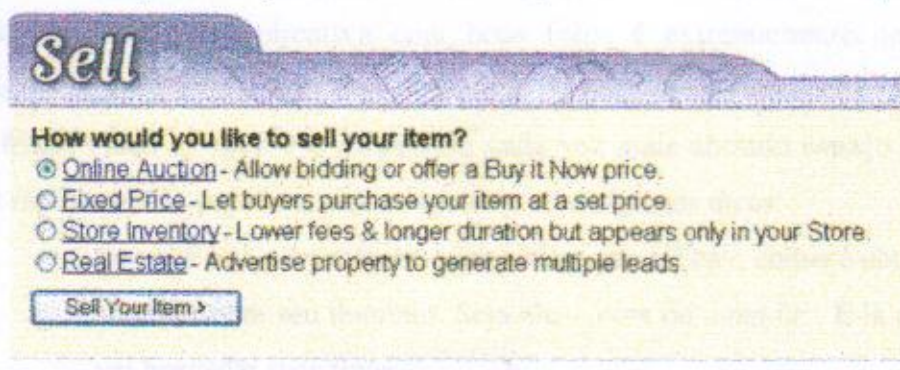 Sell
How would you like to sell your item?
Online Auction - Allow bidding or offer a Buy It Now price.
Fixed Price - Let buyers purchase your item at a set price.
Store Inventory - Lower fees & longer duration but appears only in your Store.
Real Estate - Advertise property to generate multiple leads.
Sell Your Item >